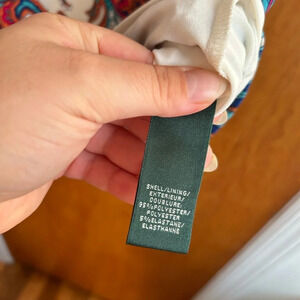 SHELL/LINING/
EXTERIEUR/
DOUBLURE:
95%POLYESTER/
POLYESTER
5%ELASTANE/
ELASTHANNE